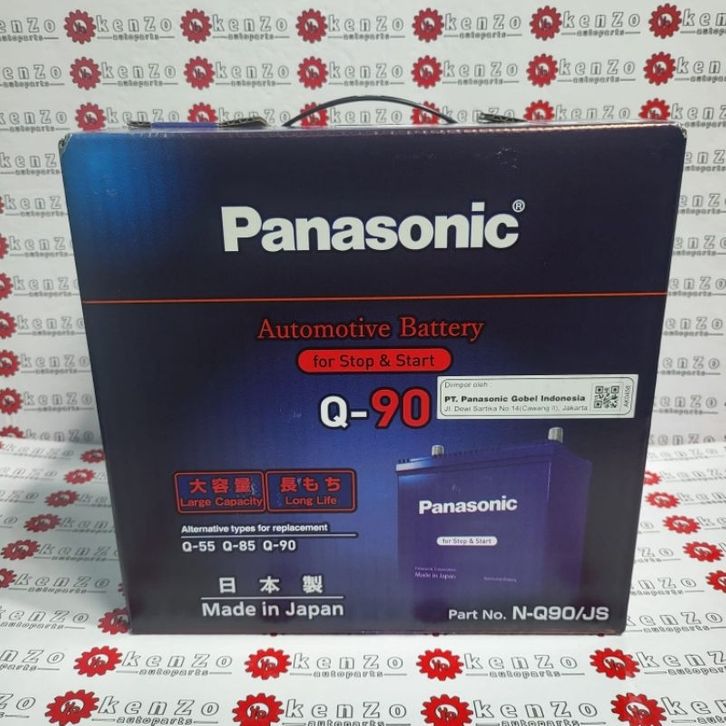 Panasonic®
Automotive Battery
for Stop & Start
Q-90
Diimpor oleh :
PT. Panasonic Gobel Indonesia
Jl. Dewi Sartika No 14(Cawang II), Jakarta
大容量
Large Capacity
長もち
Long Life
Alternative types for replacement
Q-55 Q-85 Q-90
日本製
Made in Japan
Panasonic
for Stop & Start
Panasonic Corporation
Made in Japan
Part No. N-Q90/JS
kenZo
autoparts